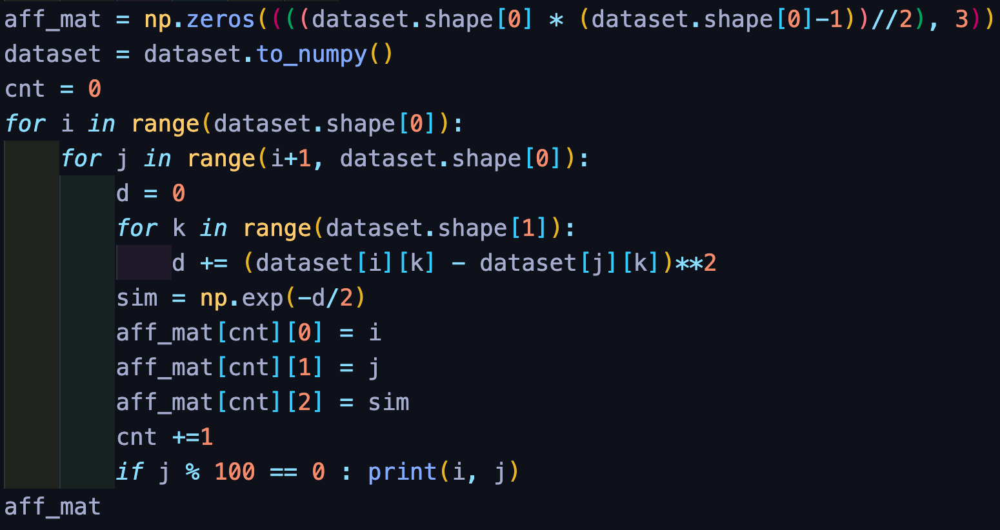 aff_mat = np.zeros((((dataset.shape[0] * (dataset.shape[0]-1))//2), 3))
dataset = dataset.to_numpy()
cnt = 0
for i in range(dataset.shape[0]):
    for j in range(i+1, dataset.shape[0]):
        d = 0
        for k in range(dataset.shape[1]):
            d += (dataset[i][k] - dataset[j][k])**2
        sim = np.exp(-d/2)
        aff_mat[cnt][0] = i
        aff_mat[cnt][1] = j
        aff_mat[cnt][2] = sim
        cnt +=1
        if j % 100 == 0 : print(i, j)
aff_mat